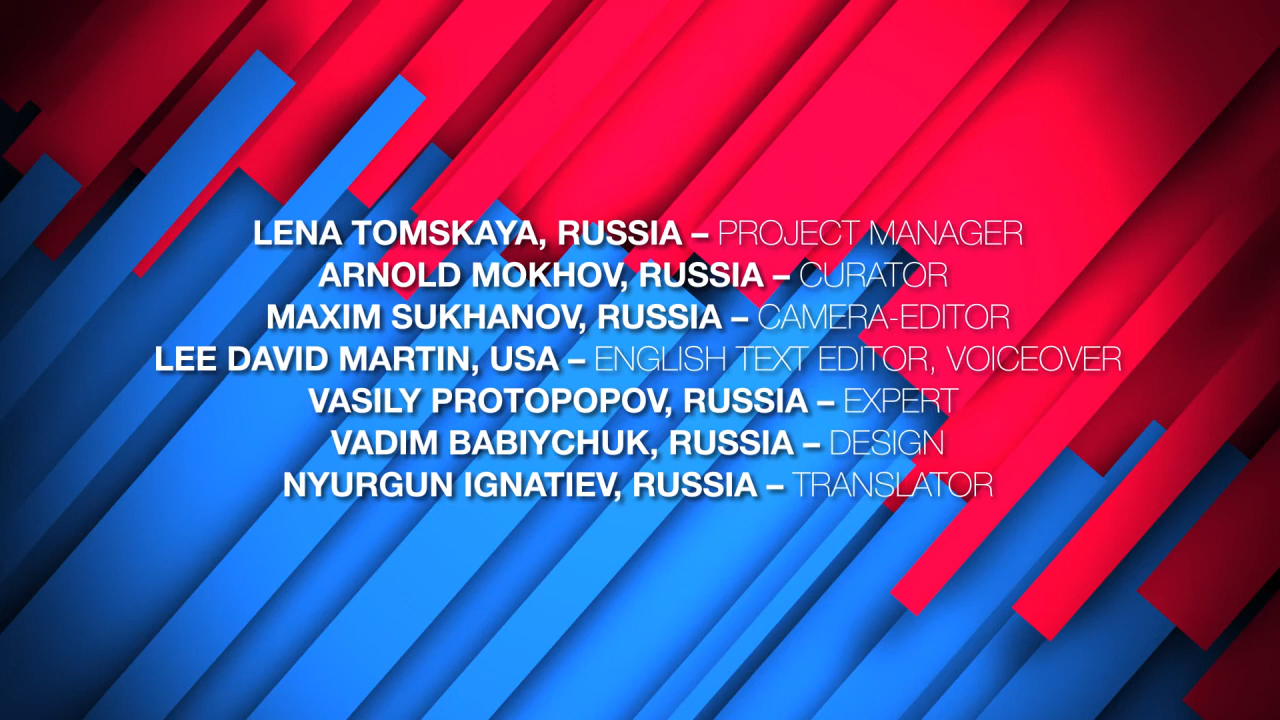 LENA TOMSKAYA, RUSSIA – PROJECT MANAGER
ARNOLD MOKHOV, RUSSIA – CURATOR
MAXIM SUKHANOV, RUSSIA – CAMERA-EDITOR
LEE DAVID MARTIN, USA – ENGLISH TEXT EDITOR, VOICEOVER
VASILY PROTOPOPOV, RUSSIA – EXPERT
VADIM BABIYCHUK, RUSSIA – DESIGN
NYURGUN IGNATIEV, RUSSIA – TRANSLATOR